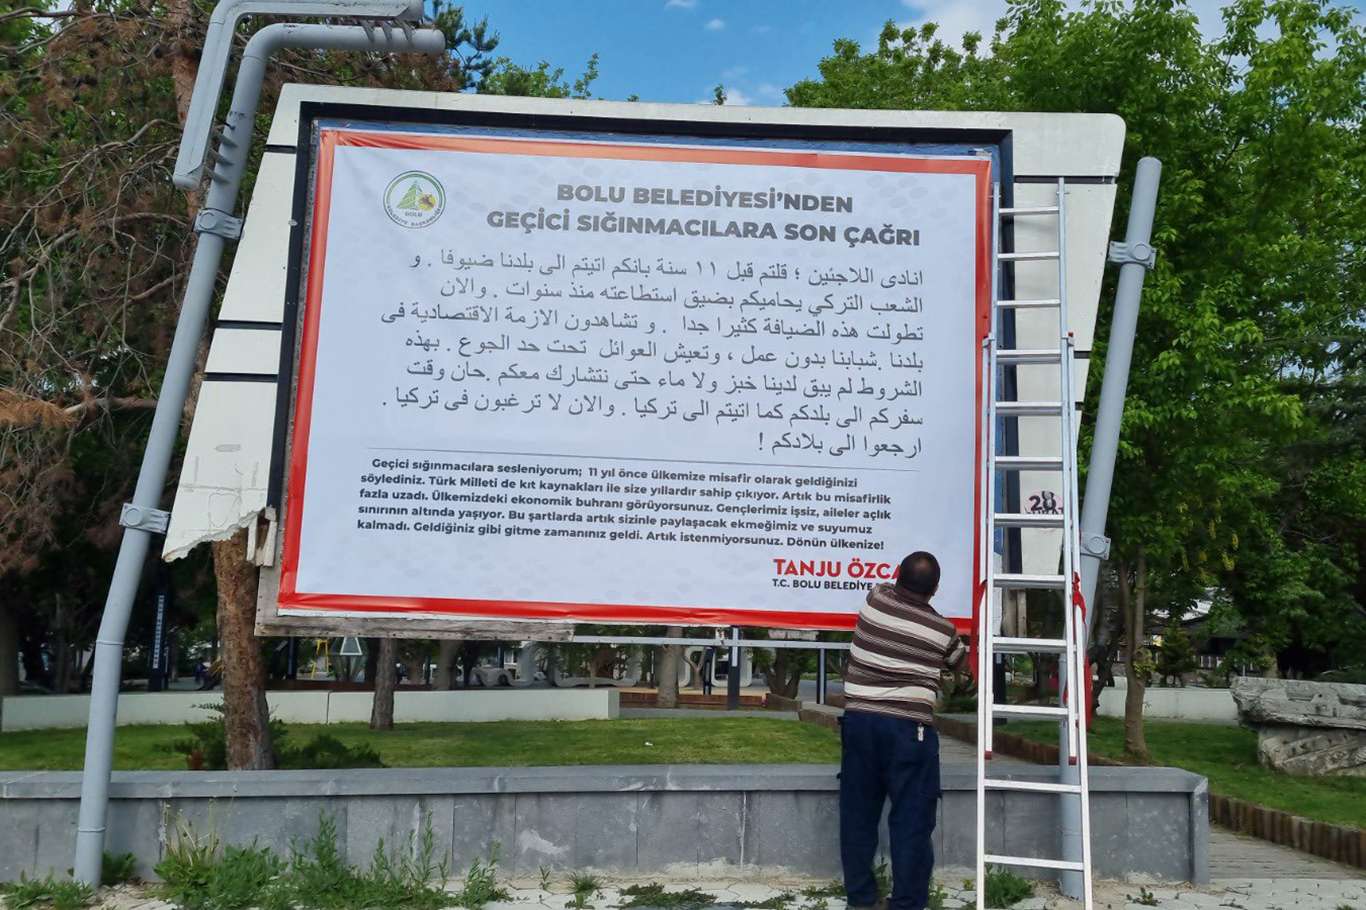 BOLU BELEDİYESİ'NDEN
GEÇİCİ SIĞINMACILARA SON ÇAĞRI
BOLU
انادى اللاجئين ؛ قلتم قبل ١١ سنة بانكم اتيتم الى بلدنا ضيوفا . و
الشعب التركي يحاميكم بضيق استطاعته منذ سنوات . والان
تطولت هذه الضيافة كثيرا جدا . و تشاهدون الازمة الاقتصادية فى
بلدنا .شبابنا بدون عمل ، وتعيش العوائل تحت حد الجوع . بهذه
الشروط لم يبق لدينا خبز ولا ماء حتى نتشارك معكم .حان وقت
سفركم الى بلدكم كما اتيتم الى تركيا . والان لا ترغبون فى تركيا .
ارجعوا الى بلادكم !
Geçici sığınmacılara sesleniyorum; 11 yıl önce ülkemize misafir olarak geldiğinizi
söylediniz. Türk Milleti de kıt kaynakları ile size yıllardır sahip çıkıyor. Artık bu misafirlik
fazla uzadı. Ülkemizdeki ekonomik buhranı görüyorsunuz. Gençlerimiz işsiz, aileler açlık
sınırının altında yaşıyor. Bu şartlarda artık sizinle paylaşacak ekmeğimiz ve suyumuz
kalmadı. Geldiğiniz gibi gitme zamanınız geldi. Artık istenmiyorsunuz. Dönün ülkenize!
TANJU ÖZCA
T.C. BOLU BELEDİYE
28